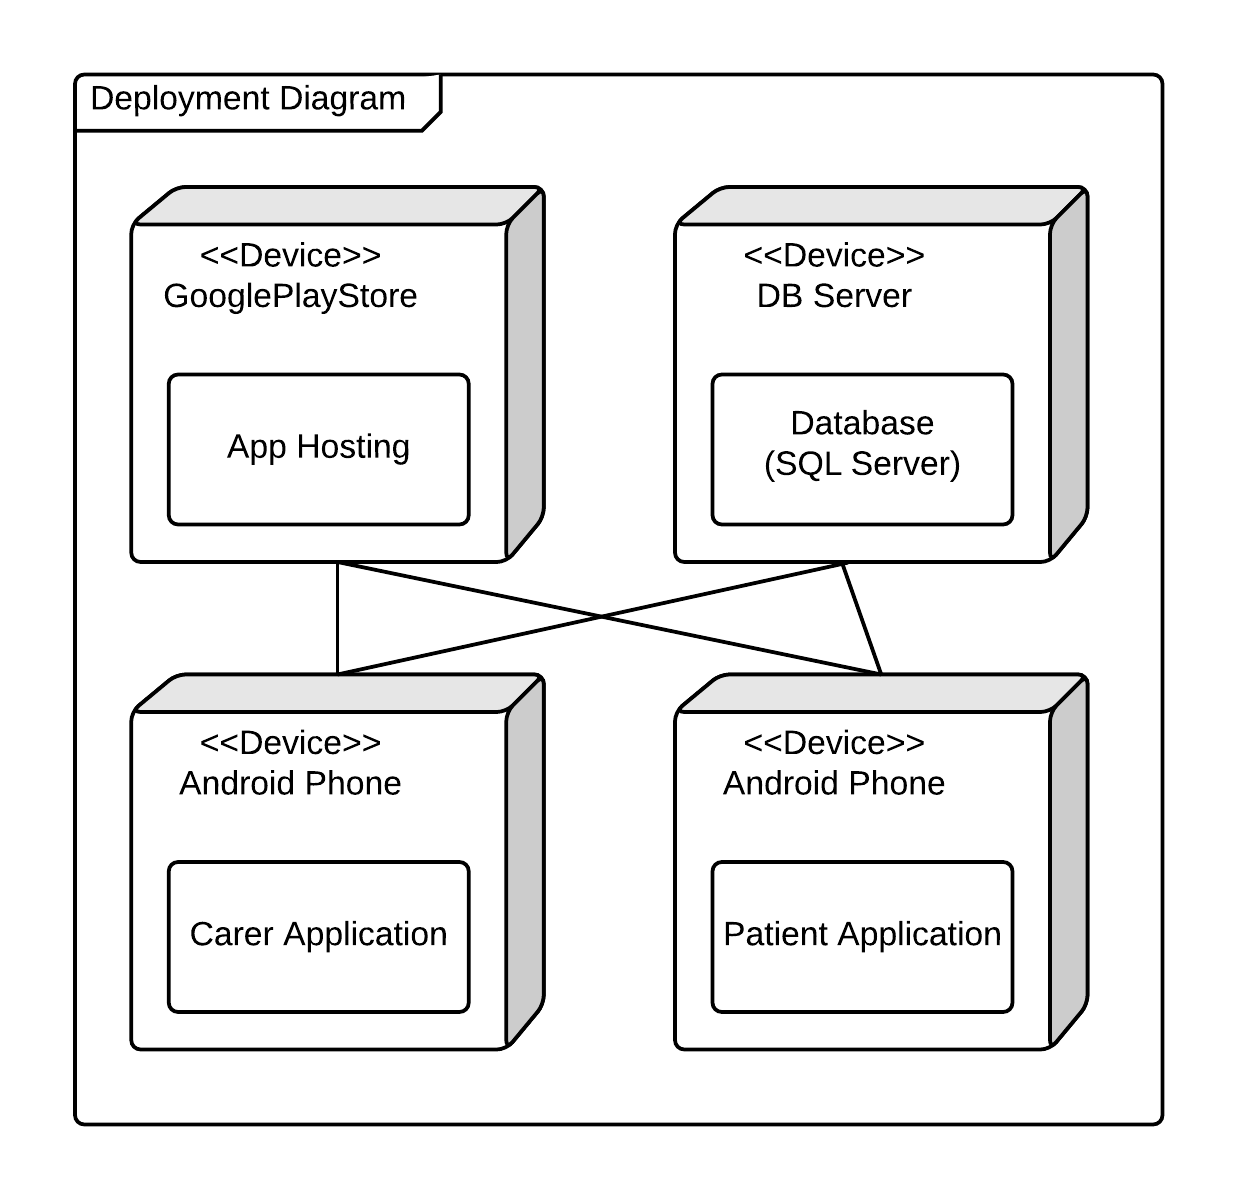 Deployment Diagram
<<Device>>
GooglePlayStore
App Hosting
<<Device>>
DB Server
Database
(SQL Server)
<<Device>>
Android Phone
Carer Application
<<Device>>
Android Phone
Patient Application